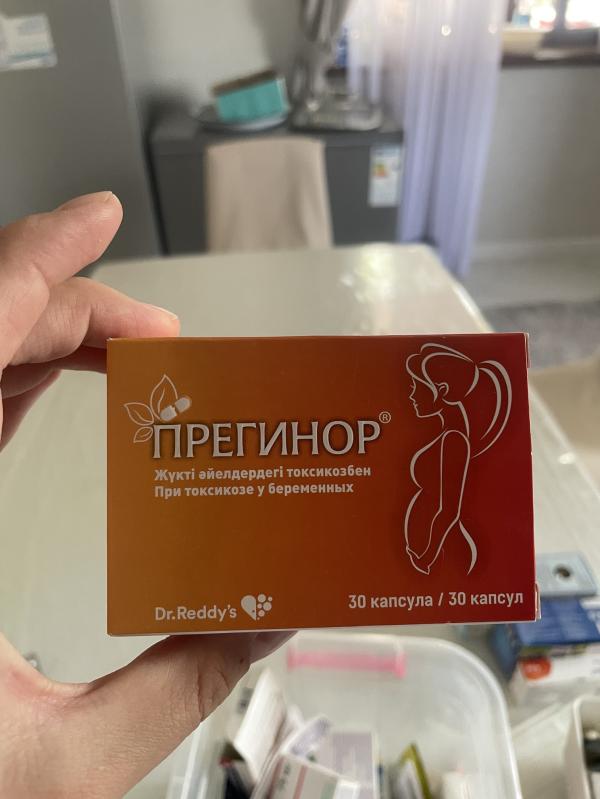 ПРЕГИНОР®
Жүкті әйелдердегі токсикозбен
При токсикозе у беременных
Dr.Reddy's
30 капсула / 30 капсул